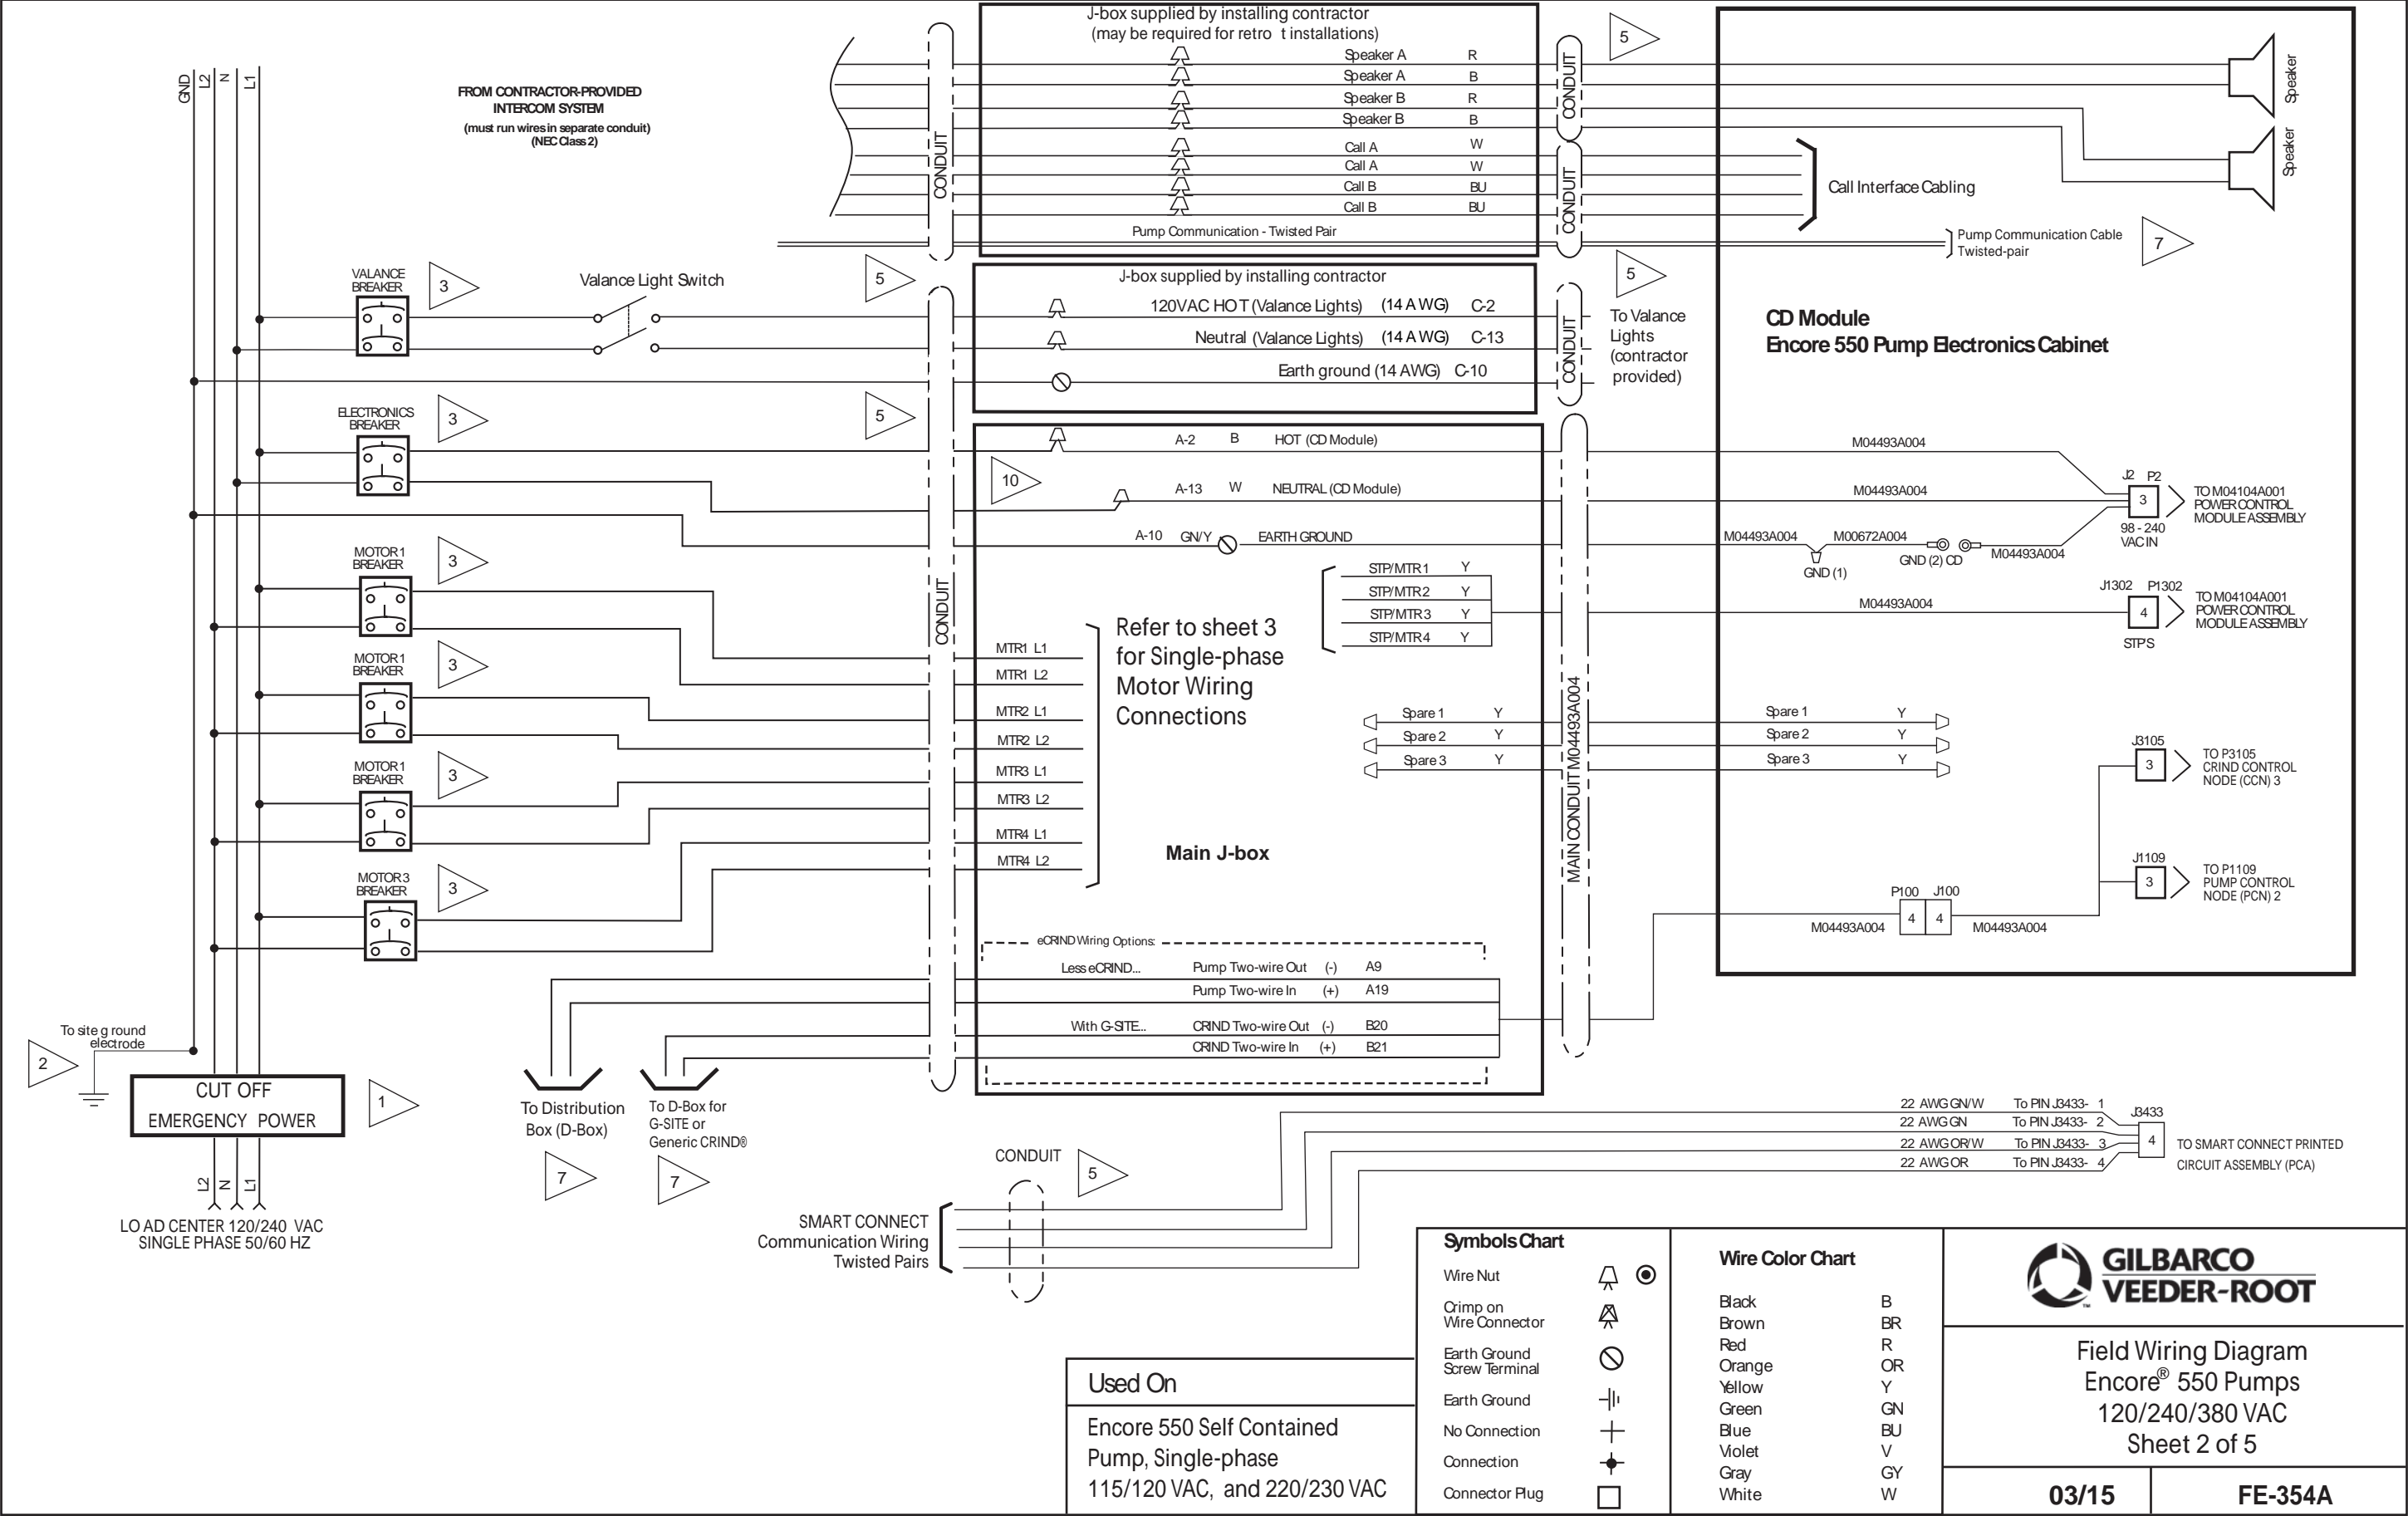 J-box supplied by installing contractor
(may be required for retro t installations)
GND
L2
N
L1
FROM CONTRACTOR-PROVIDED
INTERCOM SYSTEM
(must run wires in separate conduit)
(NEC Class 2)
CONDUIT
Speaker A R
Speaker A B
Speaker B R
Speaker B B
Call A W
Call A W
Call B BU
Call B BU
Pump Communication - Twisted Pair
CONDUIT
CONDUIT
5
Speaker
Speaker
Call Interface Cabling
Pump Communication Cable
Twisted-pair
7
VALANCE
BREAKER
3
Valance Light Switch
5
J-box supplied by installing contractor
120VAC HOT (Valance Lights) (14 AWG) C-2
Neutral (Valance Lights) (14 AWG) C-13
Earth ground (14 AWG) C-10
CONDUIT
5
To Valance
Lights
(contractor
provided)
CD Module
Encore 550 Pump Electronics Cabinet
ELECTRONICS
BREAKER
3
5
10
A-2 B HOT (CD Module)
A-13 W NEUTRAL (CD Module)
A-10 GN/Y EARTH GROUND
M04493A004
M04493A004
M04493A004
M00672A004
GND (1)
GND (2) CD
M04493A004
J2 P2
3
98 - 240
VAC IN
TO M04104A001
POWER CONTROL
MODULE ASSEMBLY
MOTOR 1
BREAKER
3
CONDUIT
STP/MTR 1 Y
STP/MTR 2 Y
STP/MTR 3 Y
STP/MTR 4 Y
M04493A004
J1302 P1302
4
STP'S
TO M04104A001
POWER CONTROL
MODULE ASSEMBLY
Refer to sheet 3
for Single-phase
Motor Wiring
Connections
MTR1 L1
MTR1 L2
MTR2 L1
MTR2 L2
MTR3 L1
MTR3 L2
MTR4 L1
MTR4 L2
MOTOR 1
BREAKER
3
MOTOR 1
BREAKER
3
MOTOR 3
BREAKER
3
Spare 1 Y
Spare 2 Y
Spare 3 Y
MAIN CONDUIT M04493A004
Spare 1 Y
Spare 2 Y
Spare 3 Y
Main J-box
J3105
3
TO P3105
CRIND CONTROL
NODE (CCN) 3
J1109
3
TO P1109
PUMP CONTROL
NODE (PCN) 2
P100 J100
4 4
M04493A004
M04493A004
eCRIND Wiring Options:
Less eCRIND... Pump Two-wire Out (-) A9
Pump Two-wire In (+) A19
With G-SITE... CRIND Two-wire Out (-) B20
CRIND Two-wire In (+) B21
To site g round
electrode
2
CUT OFF
EMERGENCY POWER
1
L2
N
L1
LO AD CENTER 120/240 VAC
SINGLE PHASE 50/60 HZ
To Distribution
Box (D-Box)
7
To D-Box for
G-SITE or
Generic CRIND®
7
CONDUIT
5
SMART CONNECT
Communication Wiring
Twisted Pairs
22 AWG GN/W To PIN J3433- 1
22 AWG GN To PIN J3433- 2
22 AWG OR/W To PIN J3433- 3
22 AWG OR To PIN J3433- 4
J3433
4
TO SMART CONNECT PRINTED
CIRCUIT ASSEMBLY (PCA)
Used On
Encore 550 Self Contained
Pump, Single-phase
115/120 VAC, and 220/230 VAC
Symbols Chart
Wire Nut
Crimp on
Wire Connector
Earth Ground
Screw Terminal
Earth Ground
No Connection
Connection
Connector Plug
Wire Color Chart
Black B
Brown BR
Red R
Orange OR
Yellow Y
Green GN
Blue BU
Violet V
Gray GY
White W
GILBARCO
VEEDER-ROOT
™
Field Wiring Diagram
Encore® 550 Pumps
120/240/380 VAC
Sheet 2 of 5
03/15
FE-354A